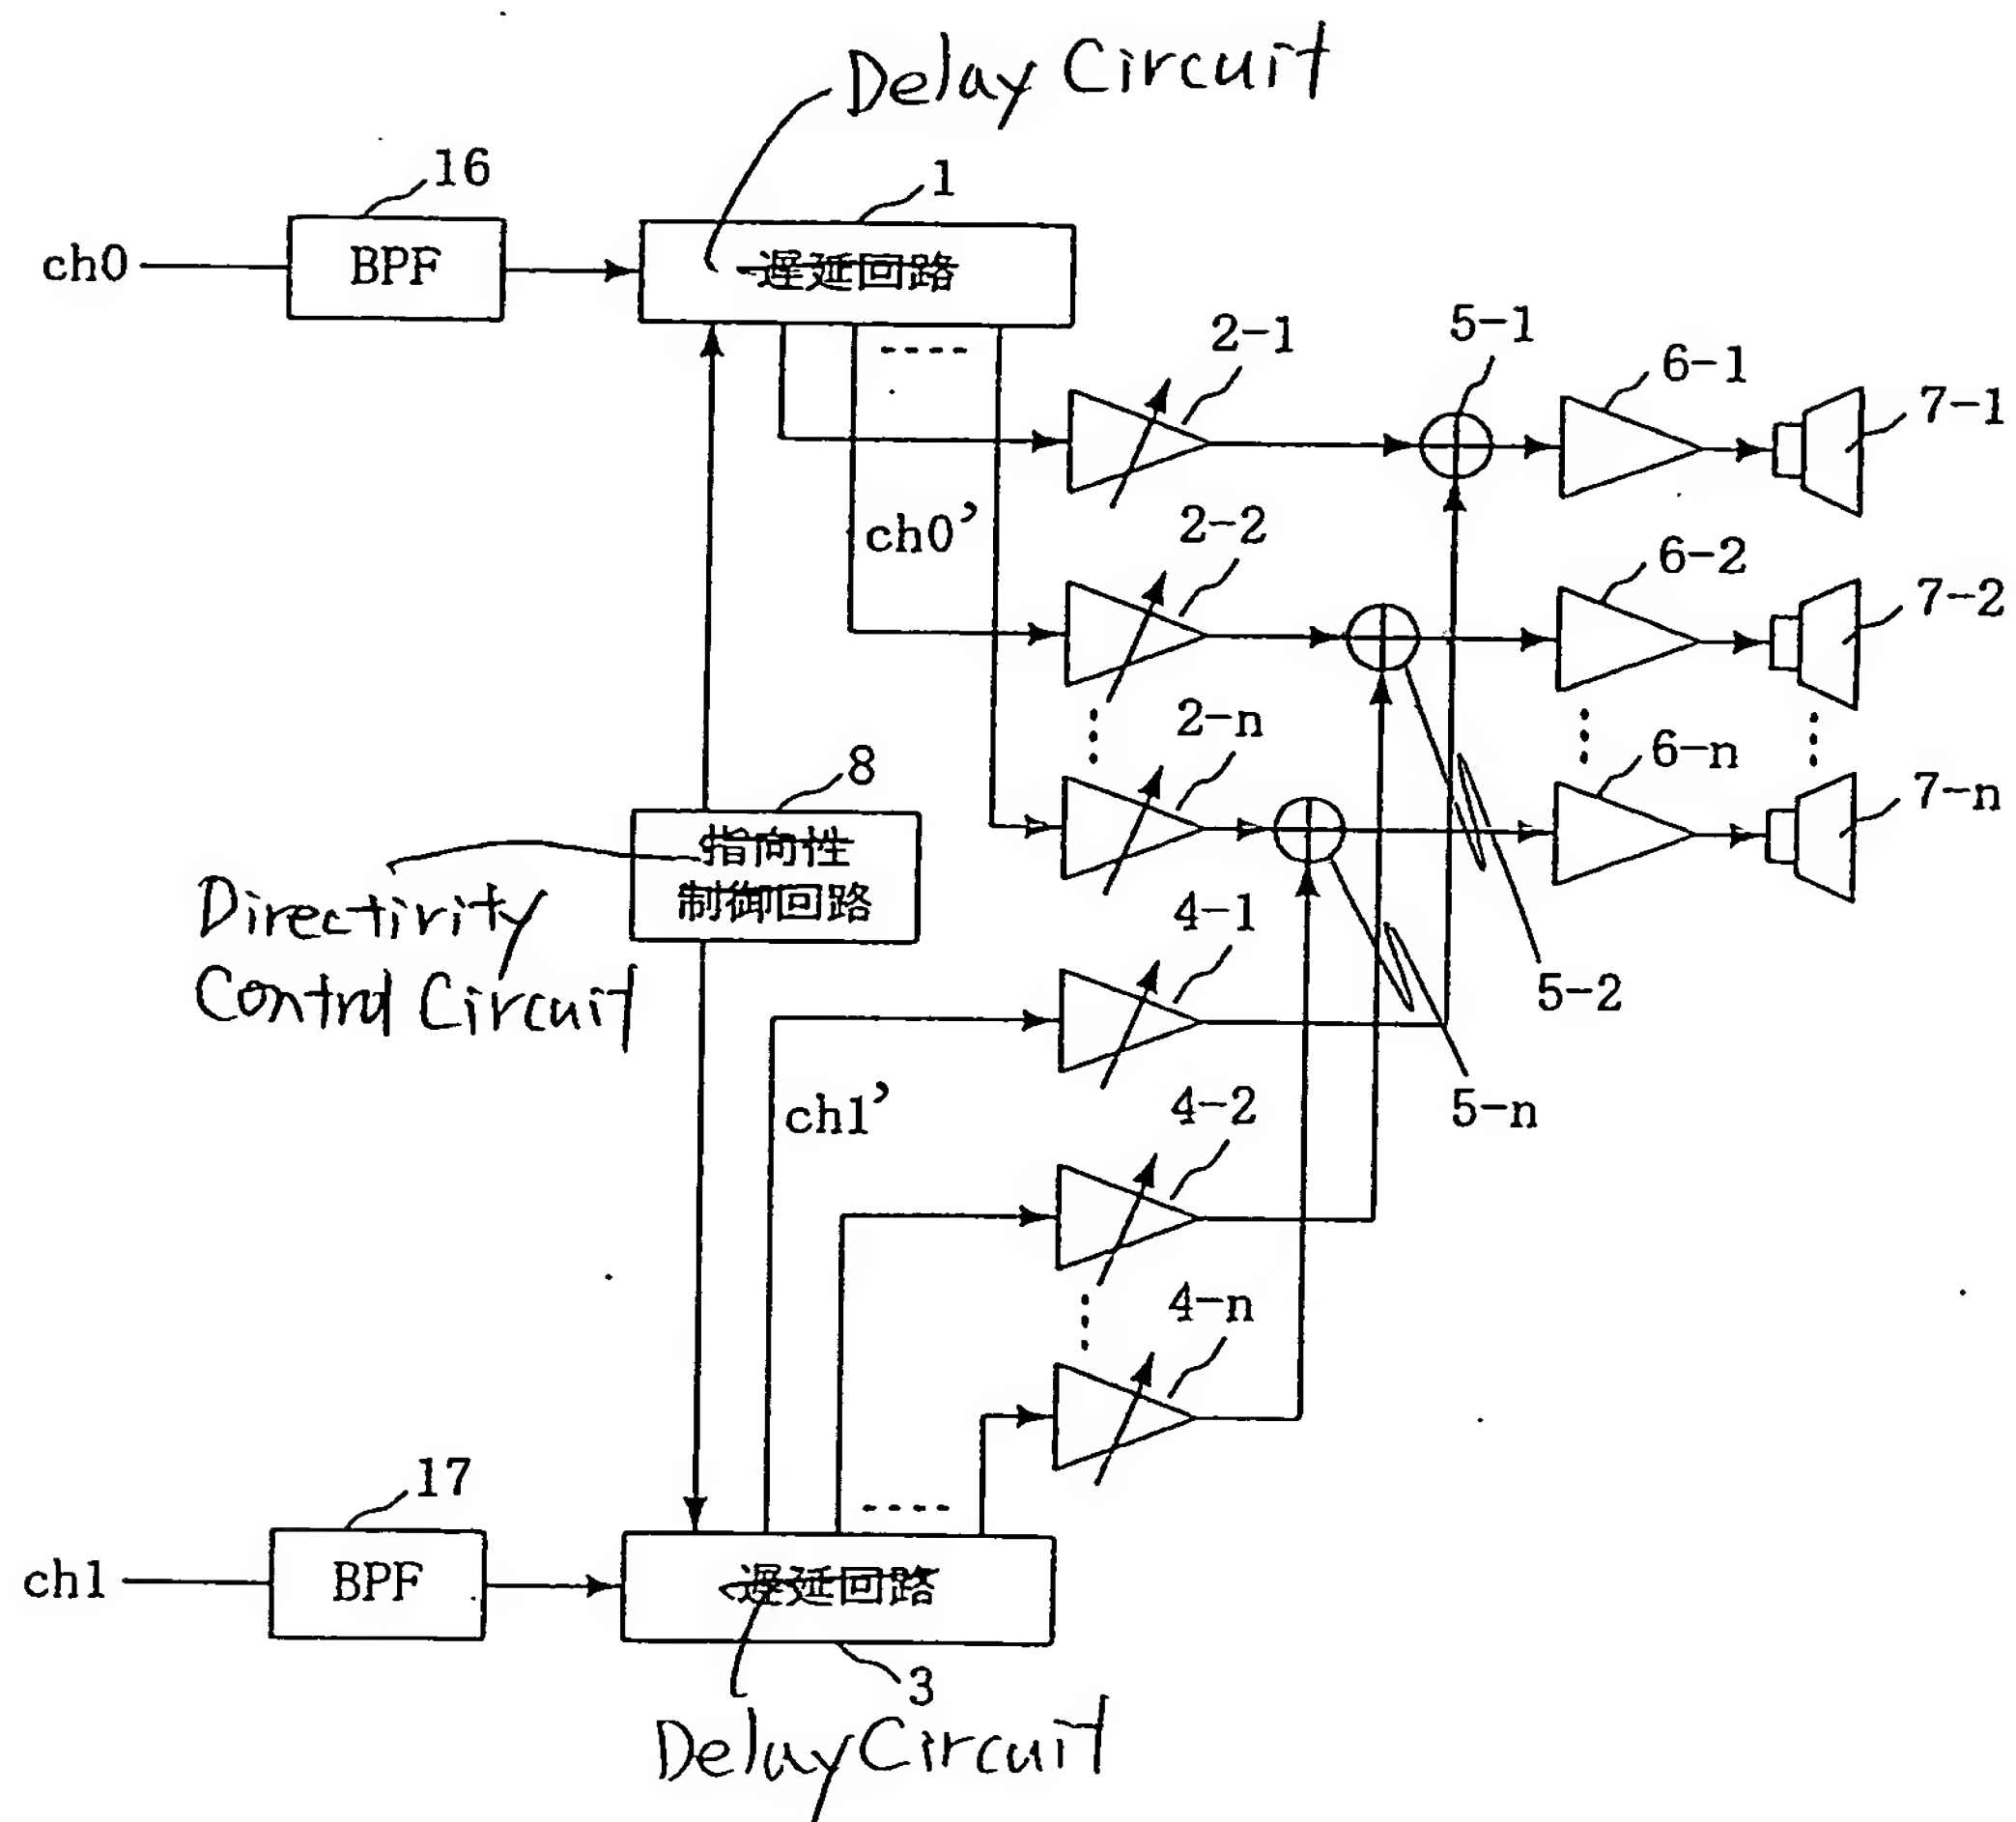 Delay Circuit
16
1
ch0
BPF
遅延回路
2-1
5-1
6-1
7-1
ch0’
2-2
6-2
7-2
2-n
6-n
7-n
8
指向性
制御回路
Directirity
Control Circuit
4-1
5-2
ch1’
4-2
5-n
4-n
17
ch1
BPF
遅延回路
3
Delay Circuit